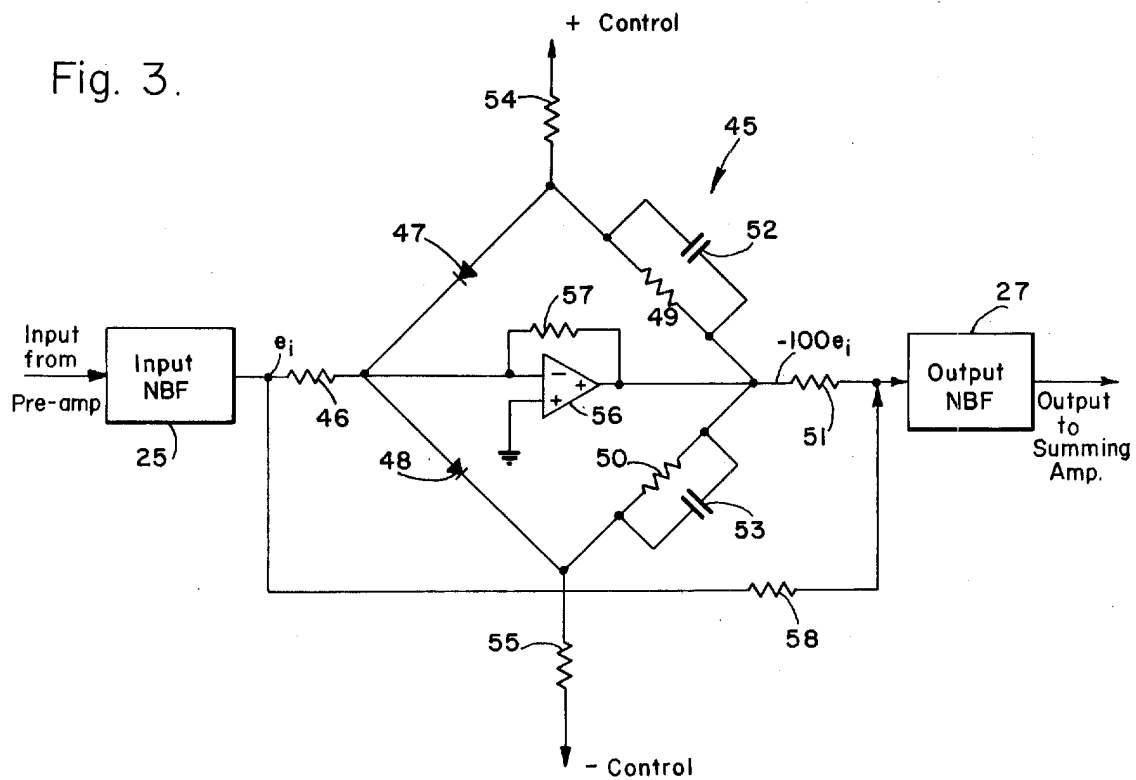 + Control
Fig. 3.
54
45
47
52
57
49
27
Input
from
Pre-amp
Input
NBF
25
ei
46
-
+
+
56
-100ei
51
Output
NBF
Output
to
Summing
Amp.
48
50
53
58
55
- Control